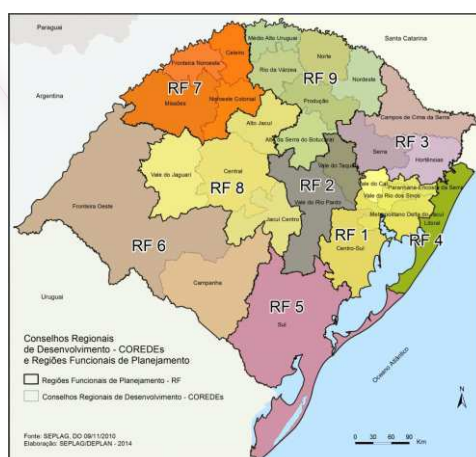 Paraguai
Santa Catarina
Argentina
Médio Alto Uruguai
Celeiro
Norte
Fronteira Noroeste
Rio da Várzea
RF 9
RF 7
Nordeste
Missões
Noroeste Colonial
Produção
Campos de Cima da Serra
Alto Jacuí
Alto da Serra do Botucaraí
RF 3
Serra
Hortênsias
Vale do Taquari
Vale do Jaguari
Central
RF 2
Vale do Caí
Paranhana-Encosta da Serra
RF 8
Vale do Rio dos Sinos
Vale do Rio Pardo
Fronteira Oeste
Jacuí Centro
Metropolitano Delta do Jacuí
Litoral
RF 6
RF 1
RF 4
Centro-Sul
Campanha
Uruguai
RF 5
Sul
Oceano Atlântico
Conselhos Regionais
de Desenvolvimento - COREDEs
e Regiões Funcionais de Planejamento
Regiões Funcionais de Planejamento - RF
Conselhos Regionais de Desenvolvimento - COREDEs
Fonte: SEPLAG, DO 09/11/2010
Elaboração: SEPLAG/DEPLAN - 2014
N
0 30 60 90
Km